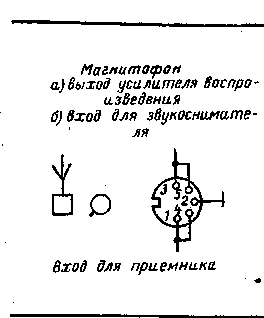 Магнитофон
а) выход усилителя воспро-
изведения
б) вход для звукоснимате-
ля
3
5
2
4
1
Вход для приемника